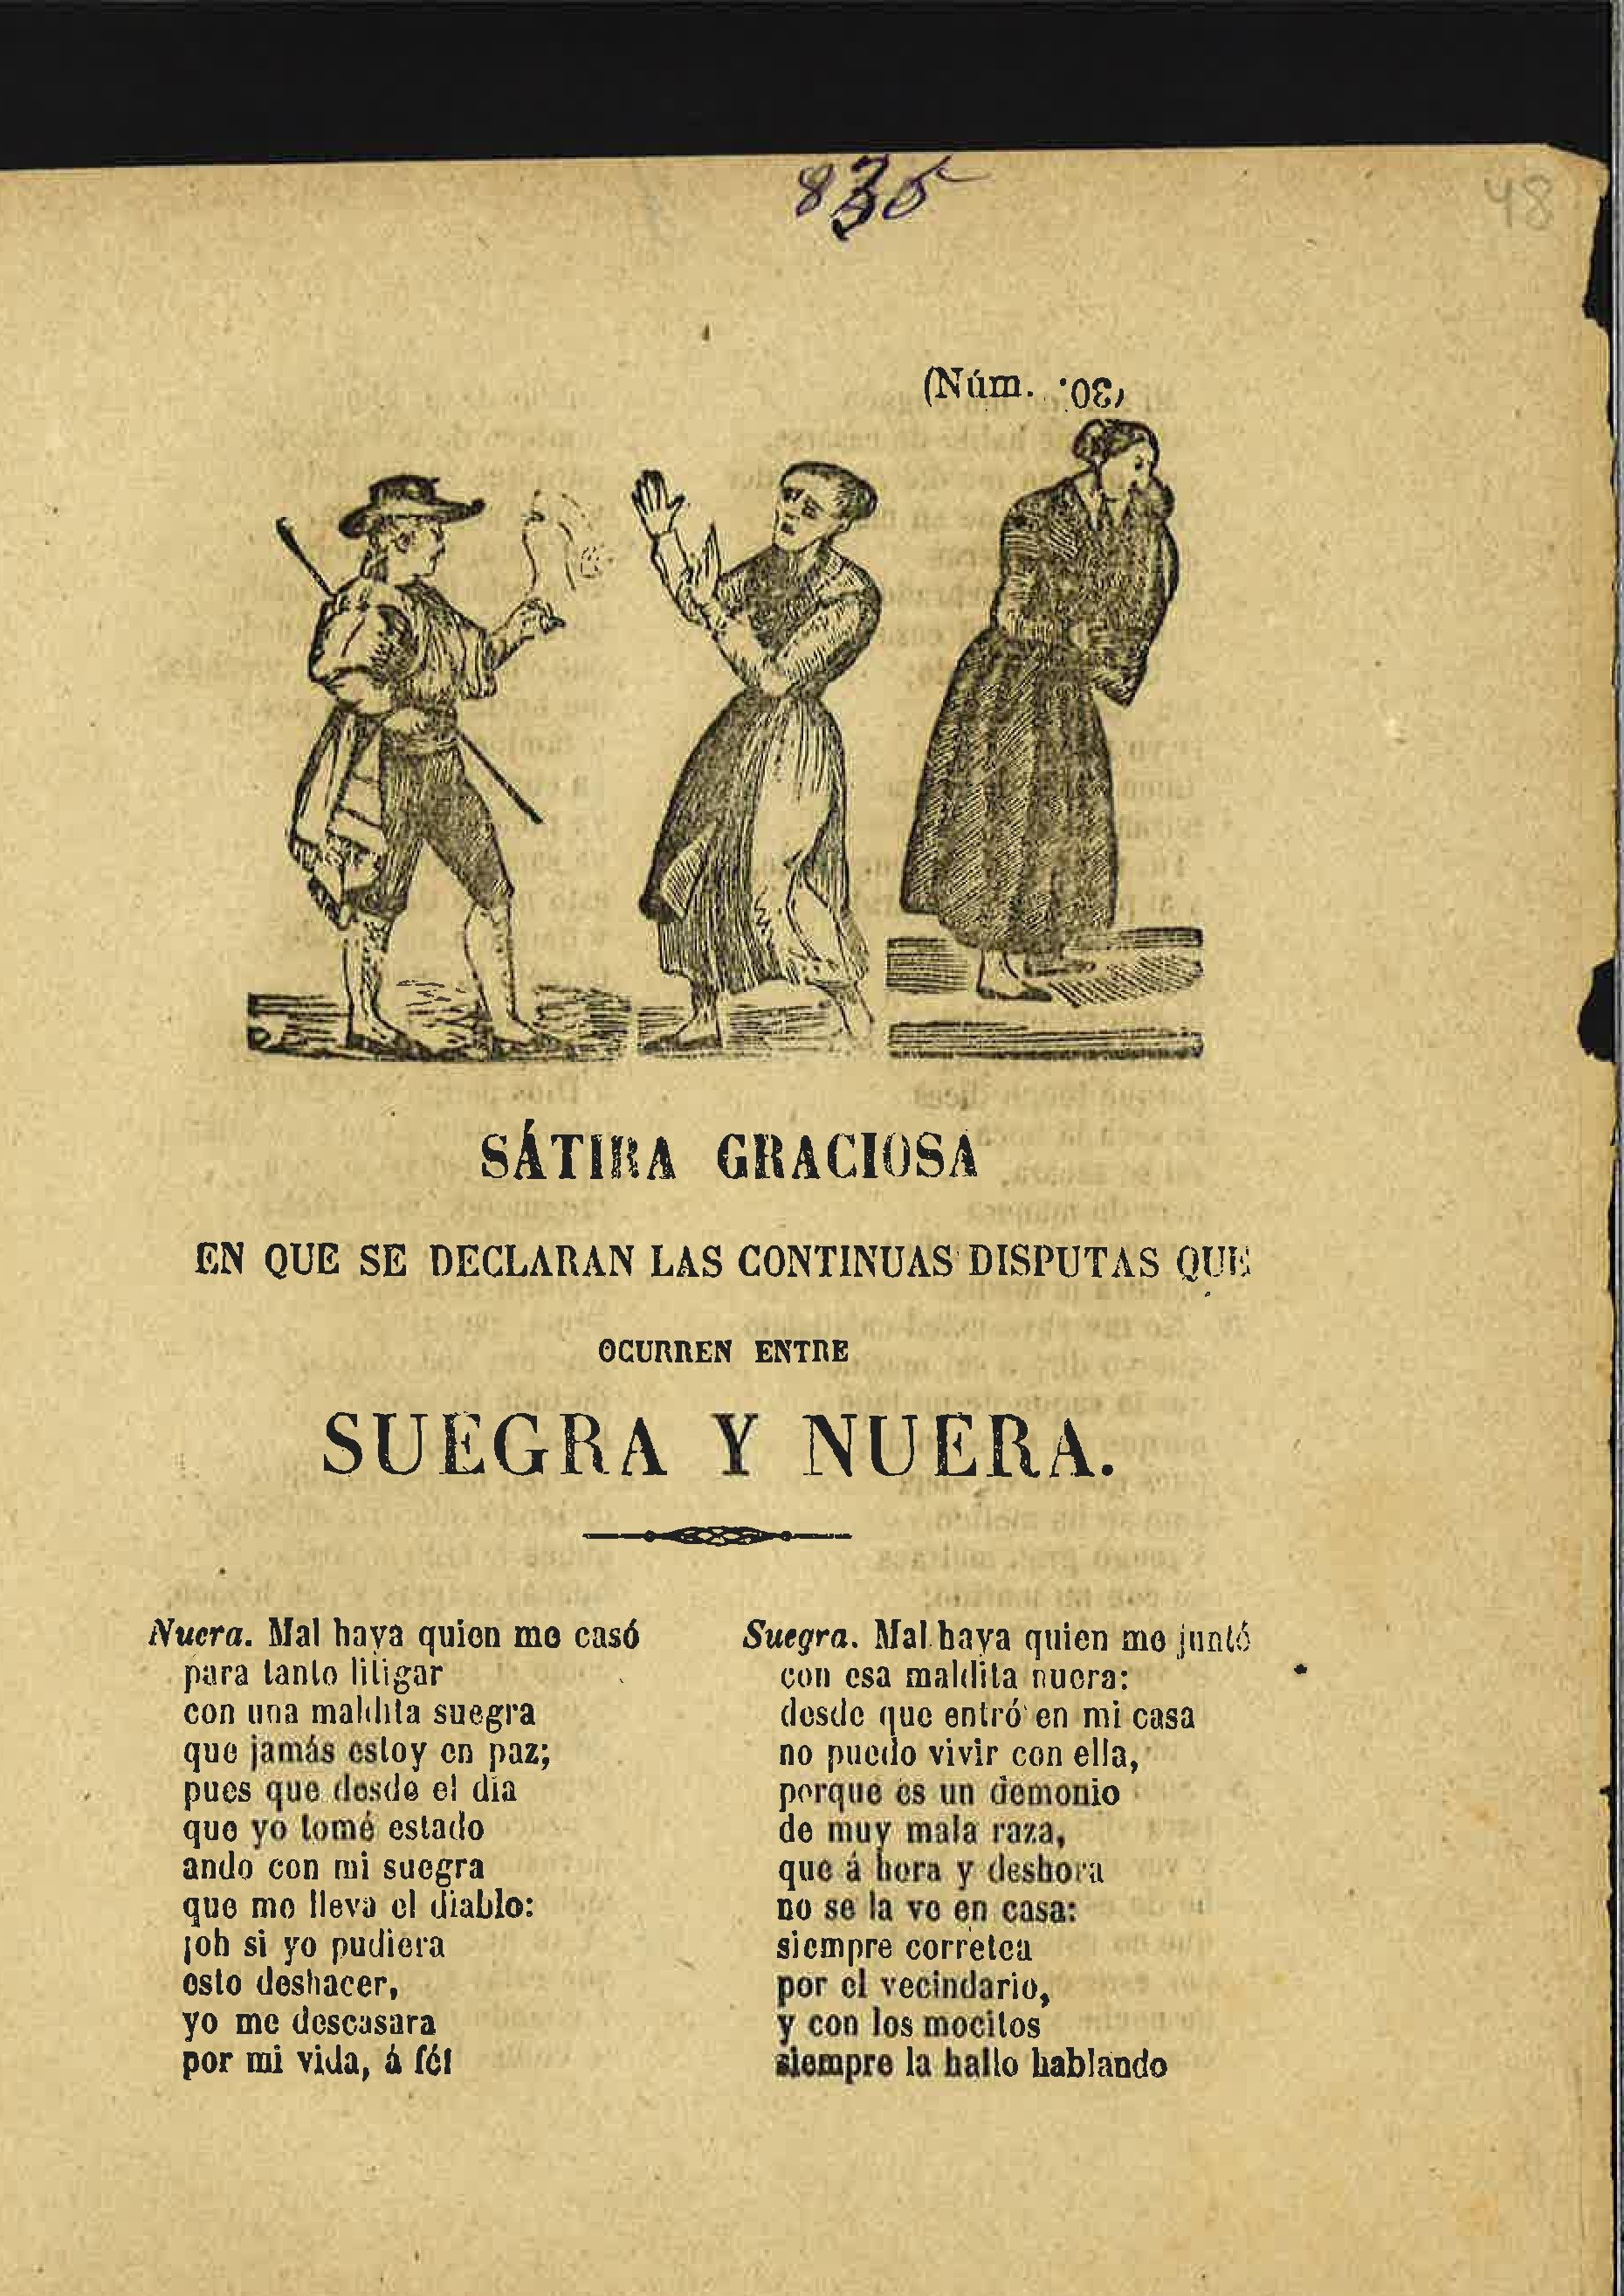 835
48
(Núm. 30.)
SÁTIRA GRACIOSA
EN QUE SE DECLARAN LAS CONTINUAS DISPUTAS QUE
OCURREN ENTRE
SUEGRA Y NUERA.
Nuera. Mal haya quien me casó
para tanto litigar
con una maldita suegra
que jamás estoy en paz;
pues que desde el dia
que yo tomé estado
ando con mi suegra
que me lleva el diablo:
¡oh si yo pudiera
esto deshacer,
yo me descasara
por mi vida, á fé!
Suegra. Mal haya quien me juntó
con esa maldita nuera:
desde que entró en mi casa
no puedo vivir con ella,
porque es un demonio
de muy mala raza,
que á hora y deshora
no se la ve en casa:
siempre corretea
por el vecindario,
y con los mocitos
siempre la hallo hablando